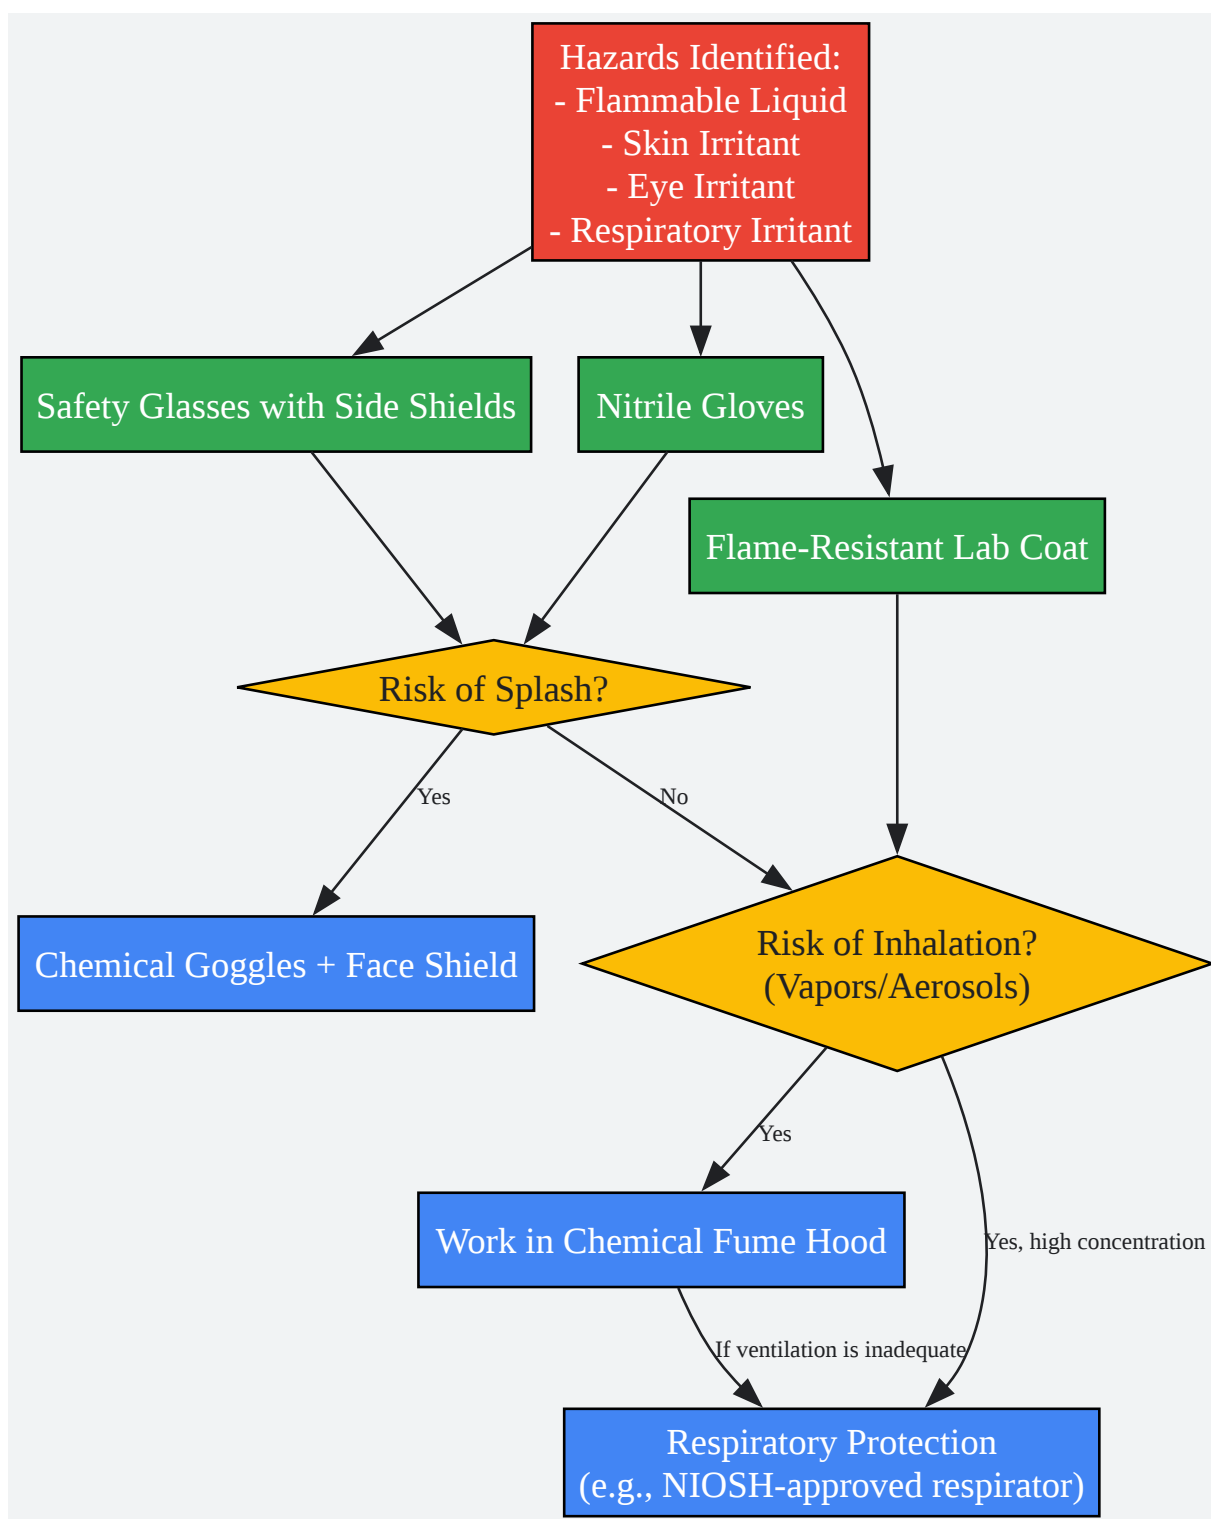 Hazards Identified:
- Flammable Liquid
- Skin Irritant
- Eye Irritant
- Respiratory Irritant
Safety Glasses with Side Shields
Nitrile Gloves
Flame-Resistant Lab Coat
Risk of Splash?
Yes
No
Chemical Goggles + Face Shield
Risk of Inhalation?
(Vapors/Aerosols)
Yes
Work in Chemical Fume Hood
Yes, high concentration
If ventilation is inadequate
Respiratory Protection
(e.g., NIOSH-approved respirator)